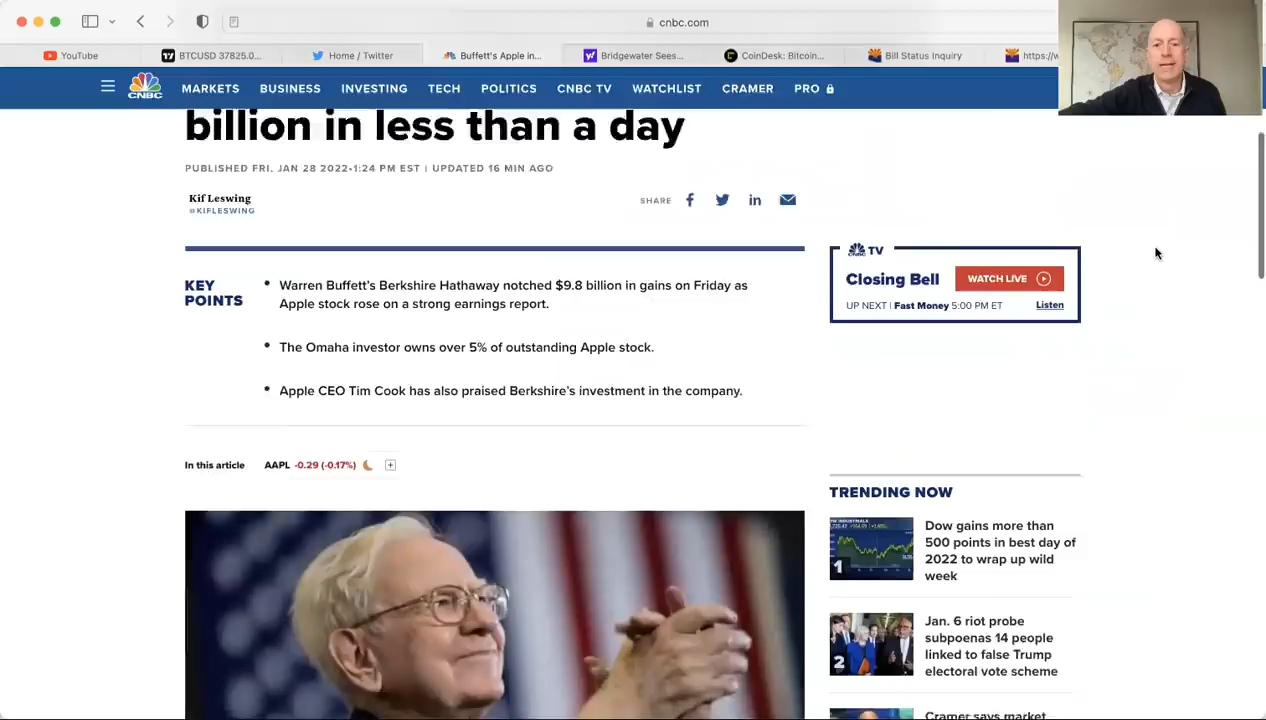 cnbc.com
YouTube
BTCUSD 37825.0...
Home / Twitter
Buffett's Apple in...
Bridgewater Sees...
CoinDesk: Bitcoin...
Bill Status Inquiry
https://w
CNBC
MARKETS
BUSINESS
INVESTING
TECH
POLITICS
CNBC TV
WATCHLIST
CRAMER
PRO
billion in less than a day
PUBLISHED FRI, JAN 28 2022•1:24 PM EST | UPDATED 16 MIN AGO
Kif Leswing
@KIFLESWING
SHARE
KEY
POINTS
• Warren Buffett's Berkshire Hathaway notched $9.8 billion in gains on Friday as
Apple stock rose on a strong earnings report.
• The Omaha investor owns over 5% of outstanding Apple stock.
• Apple CEO Tim Cook has also praised Berkshire's investment in the company.
In this article
AAPL -0.29 (-0.17%)
TV
Closing Bell
WATCH LIVE
UP NEXT | Fast Money 5:00 PM ET
Listen
TRENDING NOW
1
Dow gains more than
500 points in best day of
2022 to wrap up wild
week
2
Jan. 6 riot probe
subpoenas 14 people
linked to false Trump
electoral vote scheme
Cramer says market